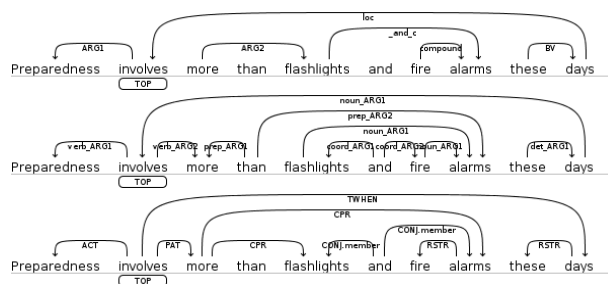 loc
_and_c
ARG1 ARG2 compound BV
Preparedness involves more than flashlights and fire alarms these days
TOP
noun_ARG1
prep_ARG2
noun_ARG1
verb_ARG1 verb_ARG2 prep_ARG1 coord_ARG1 coord_ARG2 noun_ARG1 det_ARG1
Preparedness involves more than flashlights and fire alarms these days
TOP
TWHEN
CPR
CONJ.member
ACT PAT CPR CONJ.member RSTR RSTR
Preparedness involves more than flashlights and fire alarms these days
TOP